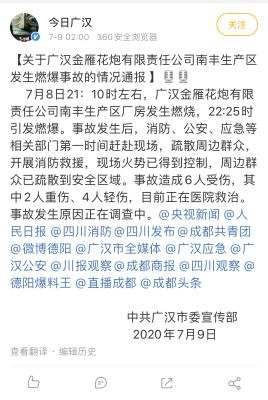 今日广汉
7-9 02:00 360安全浏览器
关注
【关于广汉金雁花炮有限责任公司南丰生产区
发生燃爆事故的情况通报 】
7月8日21：10时左右，广汉金雁花炮有限
责任公司南丰生产区厂房发生燃烧，22:25时
引发燃爆。事故发生后，消防、公安、应急等
相关部门第一时间赶赴现场，疏散周边群众，
开展消防救援，现场火势已得到控制，周边群
众已疏散到安全区域。事故造成6人受伤，其
中2人重伤、4人轻伤，目前正在医院救治。
事故发生原因正在调查中。@央视新闻 @人
民日报 @四川消防 @四川发布 @成都共青团
@微博德阳 @广汉市全媒体 @广汉应急 @广
汉公安 @川报观察 @成都商报 @四川观察 @
德阳爆料王 @直播成都 @成都头条
中共广汉市委宣传部
2020年7月9日
查看翻译 · 编辑历史